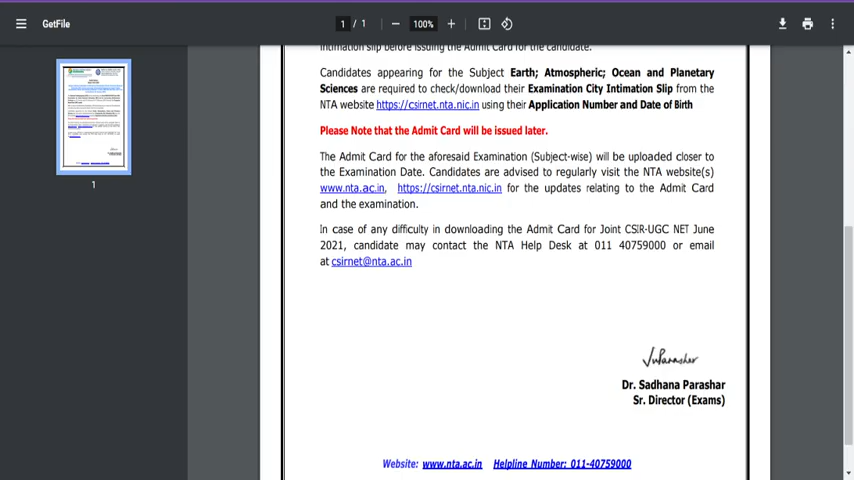 GetFile
1 / 1
100%
1
Intimation slip before issuing the Admit Card for the candidate.
Candidates appearing for the Subject Earth; Atmospheric; Ocean and Planetary
Sciences are required to check/download their Examination City Intimation Slip from the
NTA website https://csirnet.nta.nic.in using their Application Number and Date of Birth
Please Note that the Admit Card will be issued later.
The Admit Card for the aforesaid Examination (Subject-wise) will be uploaded closer to
the Examination Date. Candidates are advised to regularly visit the NTA website(s)
www.nta.ac.in, https://csirnet.nta.nic.in for the updates relating to the Admit Card
and the examination.
In case of any difficulty in downloading the Admit Card for Joint CSIR-UGC NET June
2021, candidate may contact the NTA Help Desk at 011 40759000 or email
at csirnet@nta.ac.in
Dr. Sadhana Parashar
Sr. Director (Exams)
Website: www.nta.ac.in Helpline Number: 011-40759000